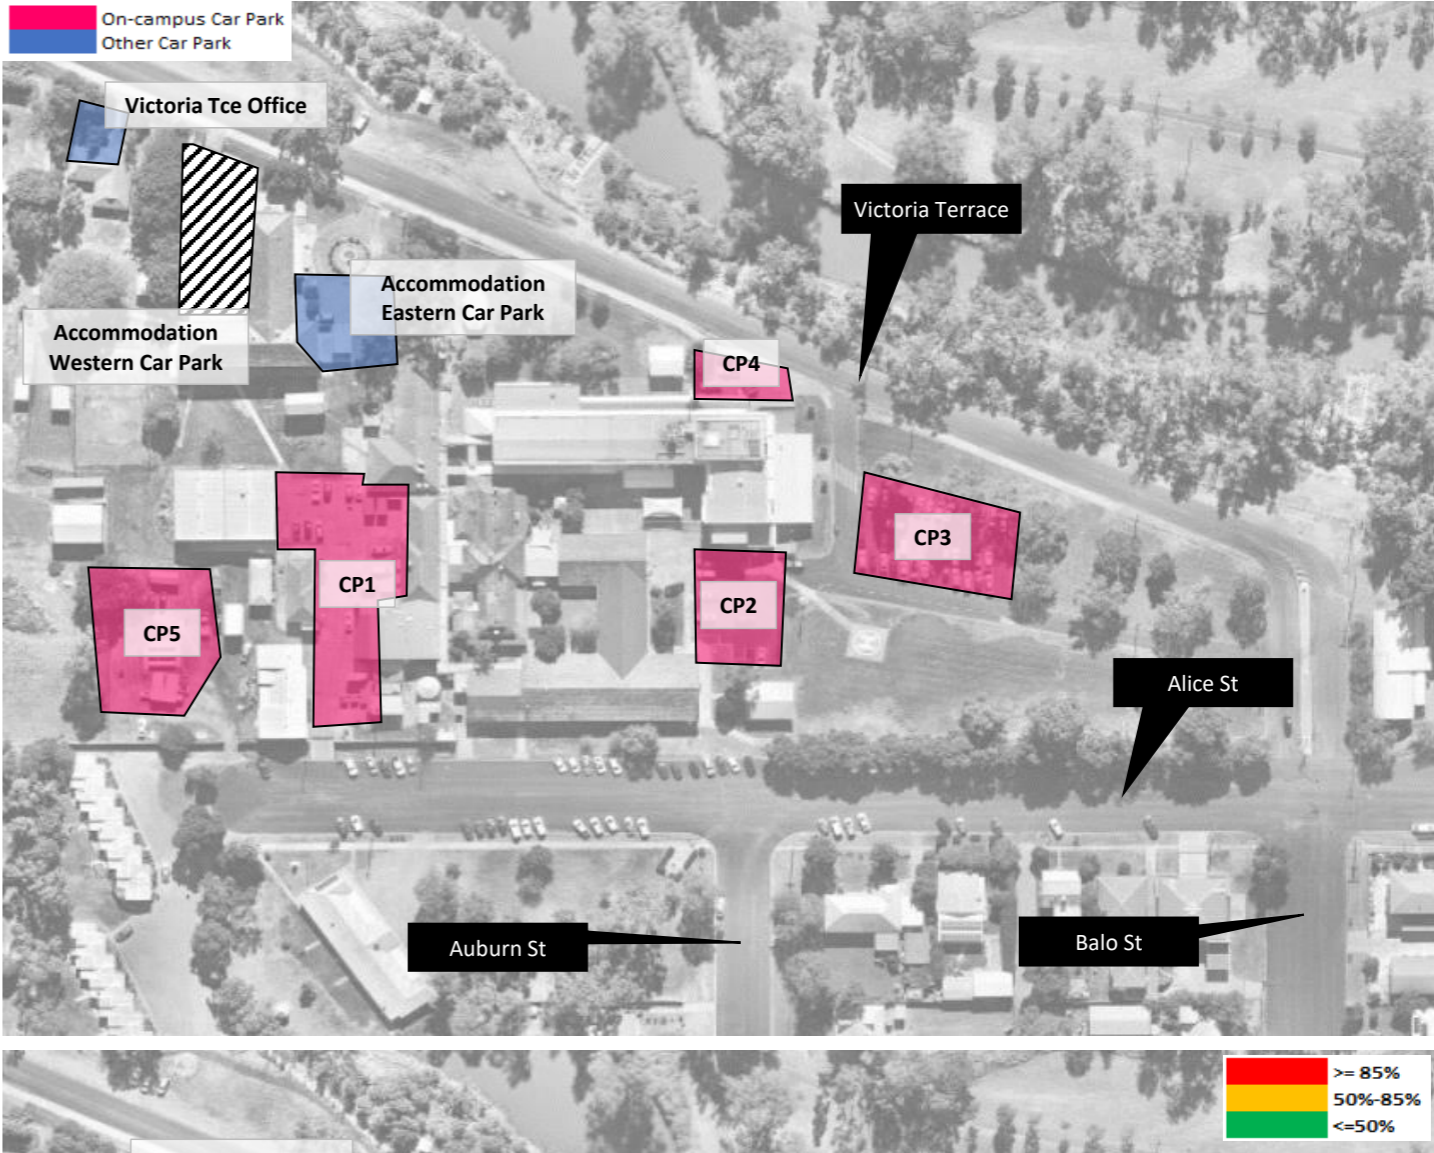 On-campus Car Park
Other Car Park
Victoria Tce Office
Victoria Terrace
Accommodation
Eastern Car Park
Accommodation
Western Car Park
CP4
CP3
CP1
CP2
CP5
Alice St
Auburn St
Balo St
>= 85%
50%-85%
<=50%